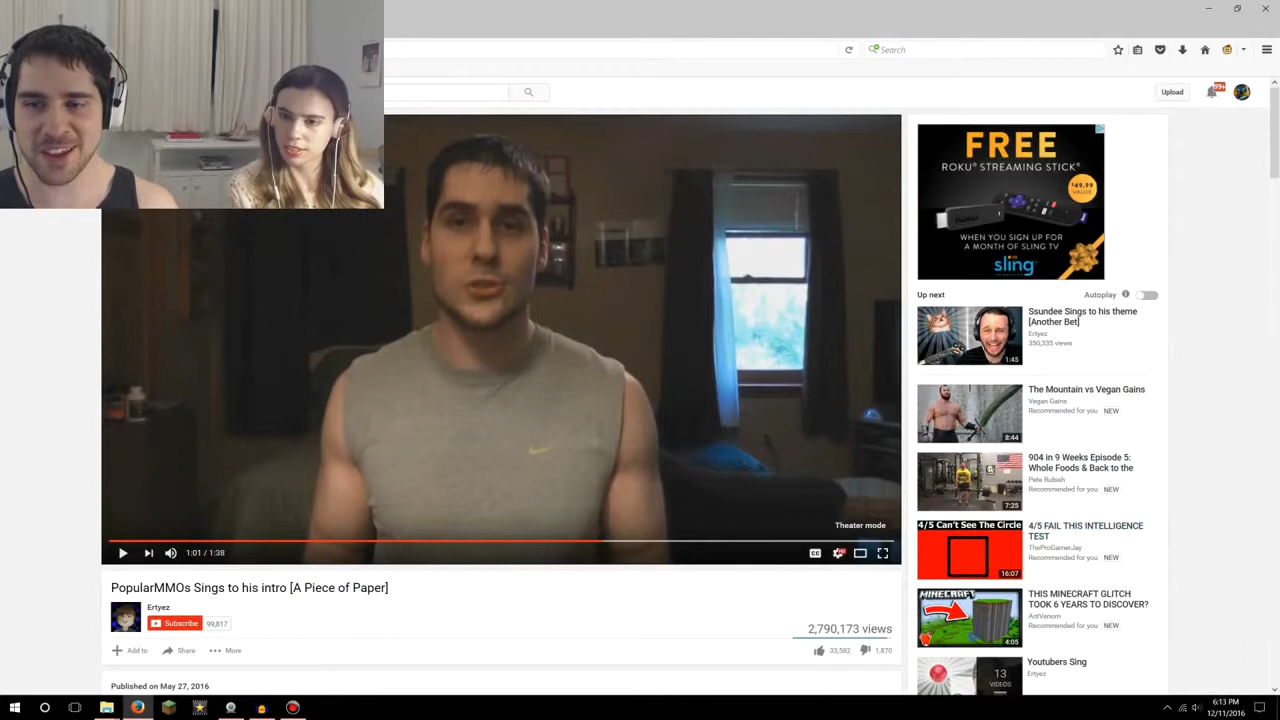 Search
Upload
99+
FREE
ROKU® STREAMING STICK®
$49.99
VALUE
WHEN YOU SIGN UP FOR
A MONTH OF SLING TV
sling
Up next
Autoplay
Ssundee Sings to his theme
[Another Bet]
Ertyez
350,335 views
1:45
The Mountain vs Vegan Gains
Vegan Gains
Recommended for you NEW
8:44
904 in 9 Weeks Episode 5:
Whole Foods & Back to the
Pete Rubish
Recommended for you NEW
7:25
4/5 Can't See The Circle
4/5 FAIL THIS INTELLIGENCE
TEST
TheProGamerJay
Recommended for you NEW
16:07
MINECRAFT
THIS MINECRAFT GLITCH
TOOK 6 YEARS TO DISCOVER?
AntVenom
Recommended for you NEW
4:05
Youtubers Sing
Ertyez
13
VIDEOS
Theater mode
1:01 / 1:38
CC
PopularMMOs Sings to his intro [A Piece of Paper]
Ertyez
Subscribe 99,817
2,790,173 views
Add to Share More
33,582 1,870
Published on May 27, 2016
6:13 PM
12/11/2016